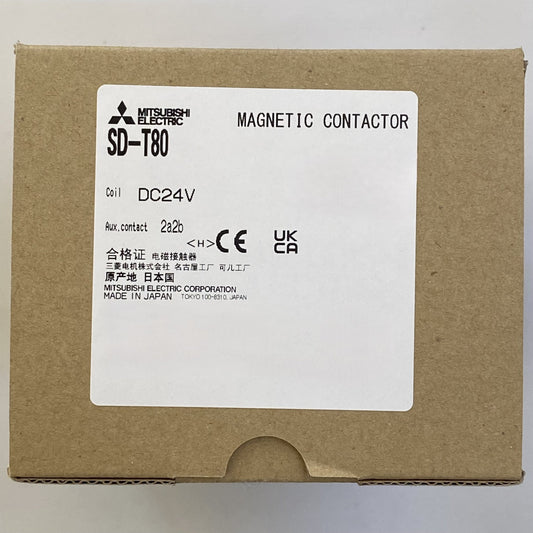 MITSUBISHI
ELECTRIC
MAGNETIC CONTACTOR
SD-T80
Coil DC24V
Aux.contact 2a2b
<H> CE UK
CA
合格证 电磁接触器
三菱电机株式会社 名古屋工厂 可儿工厂
原产地 日本国
MITSUBISHI ELECTRIC CORPORATION
MADE IN JAPAN TOKYO 100-8310, JAPAN